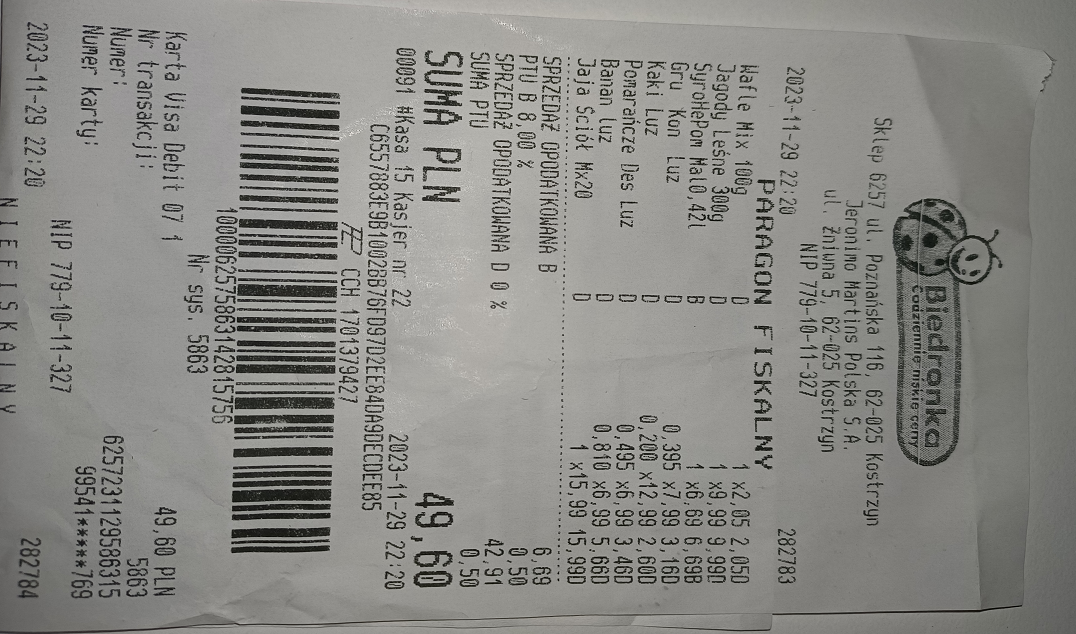 Biedronka
Codziennie niskie ceny
Sklep 6257 ul. Poznańska 116, 62-025 Kostrzyn
Jeronimo Martins Polska S.A.
ul. Żniwna 5, 62-025 Kostrzyn
NIP 779-10-11-327
2023-11-29 22:20 282783
PARAGON FISKALNY
Wafle Mix 100g D 1 x2,05 2,05D
Jagody Leśne 300g D 1 x9,99 9,99D
SyroHePom Mal0,42l B 1 x6,69 6,69B
Gru Kon Luz D 0,395 x7,99 3,16D
Kaki Luz D 0,200 x12,99 2,60D
Pomarańcze Des Luz D 0,495 x6,99 3,46D
Banan luz D 0,810 x6,99 5,66D
Jaja Ściół Mx20 D 1 x15,99 15,99D
SPRZEDAŻ OPODATKOWANA B 6,69
PTU B 8,00 % 0,50
SPRZEDAŻ OPODATKOWANA D 0 % 42,91
SUMA PTU 0,50
SUMA PLN 49,60
00091 #Kasa 15 Kasjer nr 22 2023-11-29 22:20
C6557883E9B1002BB76FD97D2EE84DA9DECDEE85
CCH 1701379427
1000062575863142815756
Nr sys. 5863
Karta Visa Debit 07 1 49,60 PLN
Nr transakcji: 5863
Numer: 6257231129586315
Numer karty: 99541*****769
NIP 779-10-11-327
2023-11-29 22:20 282784
NIEFISKALNY